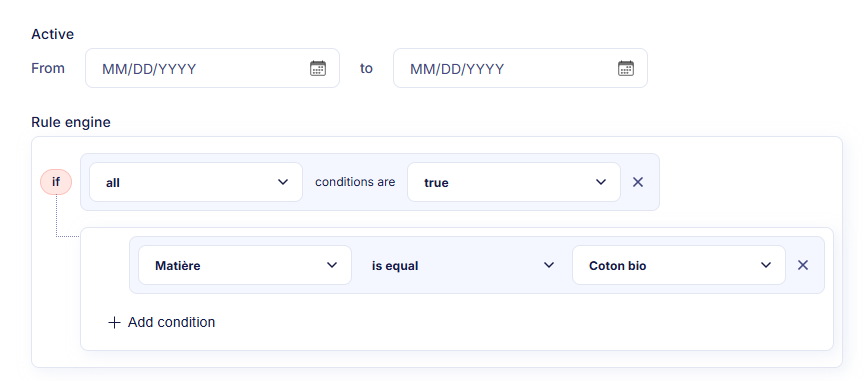 Active
From MM/DD/YYYY to MM/DD/YYYY
Rule engine
if all conditions are true
Matière is equal Coton bio
Add condition